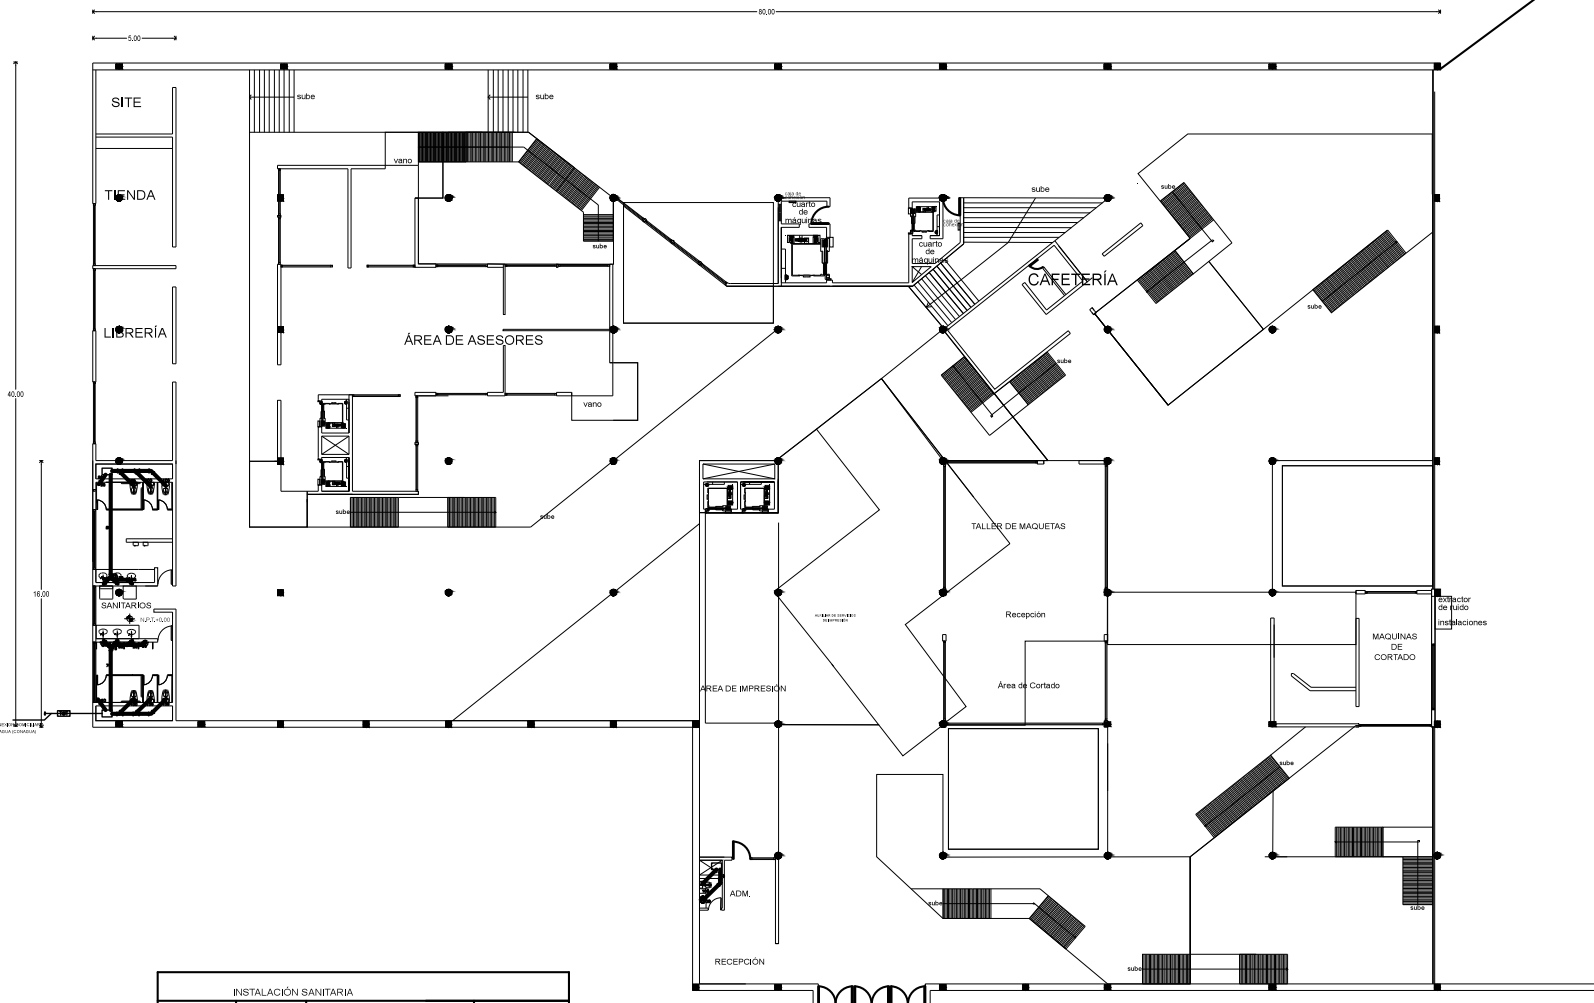 80.00
5.00
SITE
sube
sube
vano
TIENDA
sube
cuarto
de
máquinas
sube
sube
cuarto
de
máquinas
CAFETERÍA
sube
LIBRERÍA
ÁREA DE ASESORES
sube
40.00
vano
sube
sube
TALLER DE MAQUETAS
16.00
SANITARIOS
N.P.T.+0.00
Recepción
extractor
de ruido
instalaciones
MAQUINAS
DE
CORTADO
AREA DE IMPRESIÓN
Área de Cortado
sube
ADM.
sube
sube
RECEPCIÓN
sube
INSTALACIÓN SANITARIA